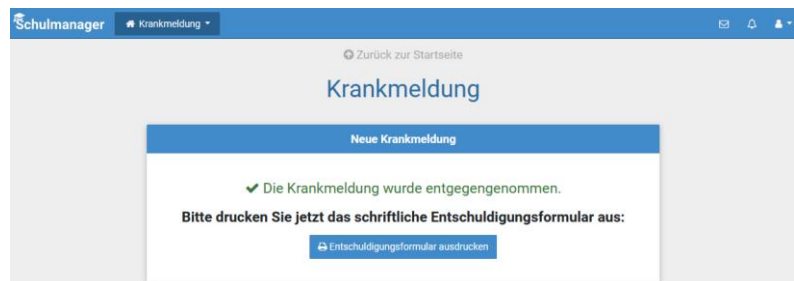 Schulmanager Krankmeldung
Zurück zur Startseite
Krankmeldung
Neue Krankmeldung
Die Krankmeldung wurde entgegengenommen.
Bitte drucken Sie jetzt das schriftliche Entschuldigungsformular aus:
Entschuldigungsformular ausdrucken